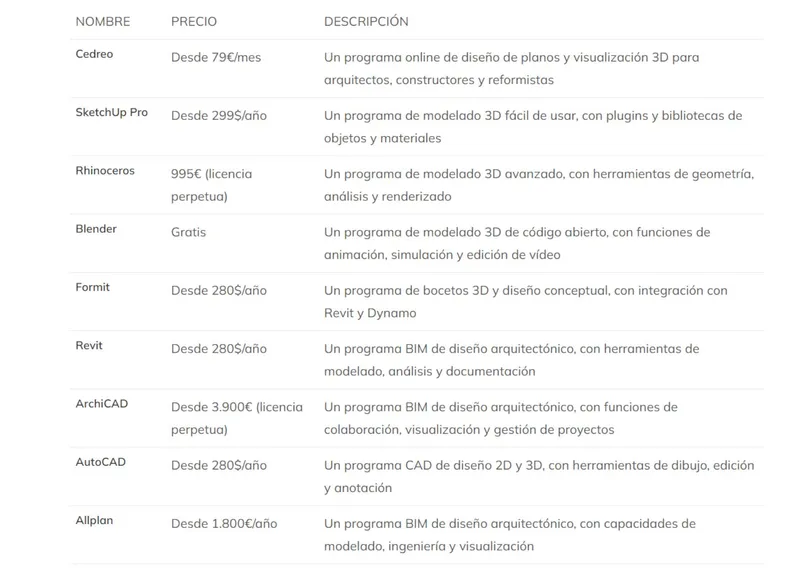 NOMBRE PRECIO DESCRIPCIÓN
Cedreo Desde 79€/mes Un programa online de diseño de planos y visualización 3D para
arquitectos, constructores y reformistas
SketchUp Pro Desde 299$/año Un programa de modelado 3D fácil de usar, con plugins y bibliotecas de
objetos y materiales
Rhinoceros 995€ (licencia Un programa de modelado 3D avanzado, con herramientas de geometría,
perpetua) análisis y renderizado
Blender Gratis Un programa de modelado 3D de código abierto, con funciones de
animación, simulación y edición de vídeo
Formit Desde 280$/año Un programa de bocetos 3D y diseño conceptual, con integración con
Revit y Dynamo
Revit Desde 280$/año Un programa BIM de diseño arquitectónico, con herramientas de
modelado, análisis y documentación
ArchiCAD Desde 3.900€ (licencia Un programa BIM de diseño arquitectónico, con funciones de
perpetua) colaboración, visualización y gestión de proyectos
AutoCAD Desde 280$/año Un programa CAD de diseño 2D y 3D, con herramientas de dibujo, edición
y anotación
Allplan Desde 1.800€/año Un programa BIM de diseño arquitectónico, con capacidades de
modelado, ingeniería y visualización